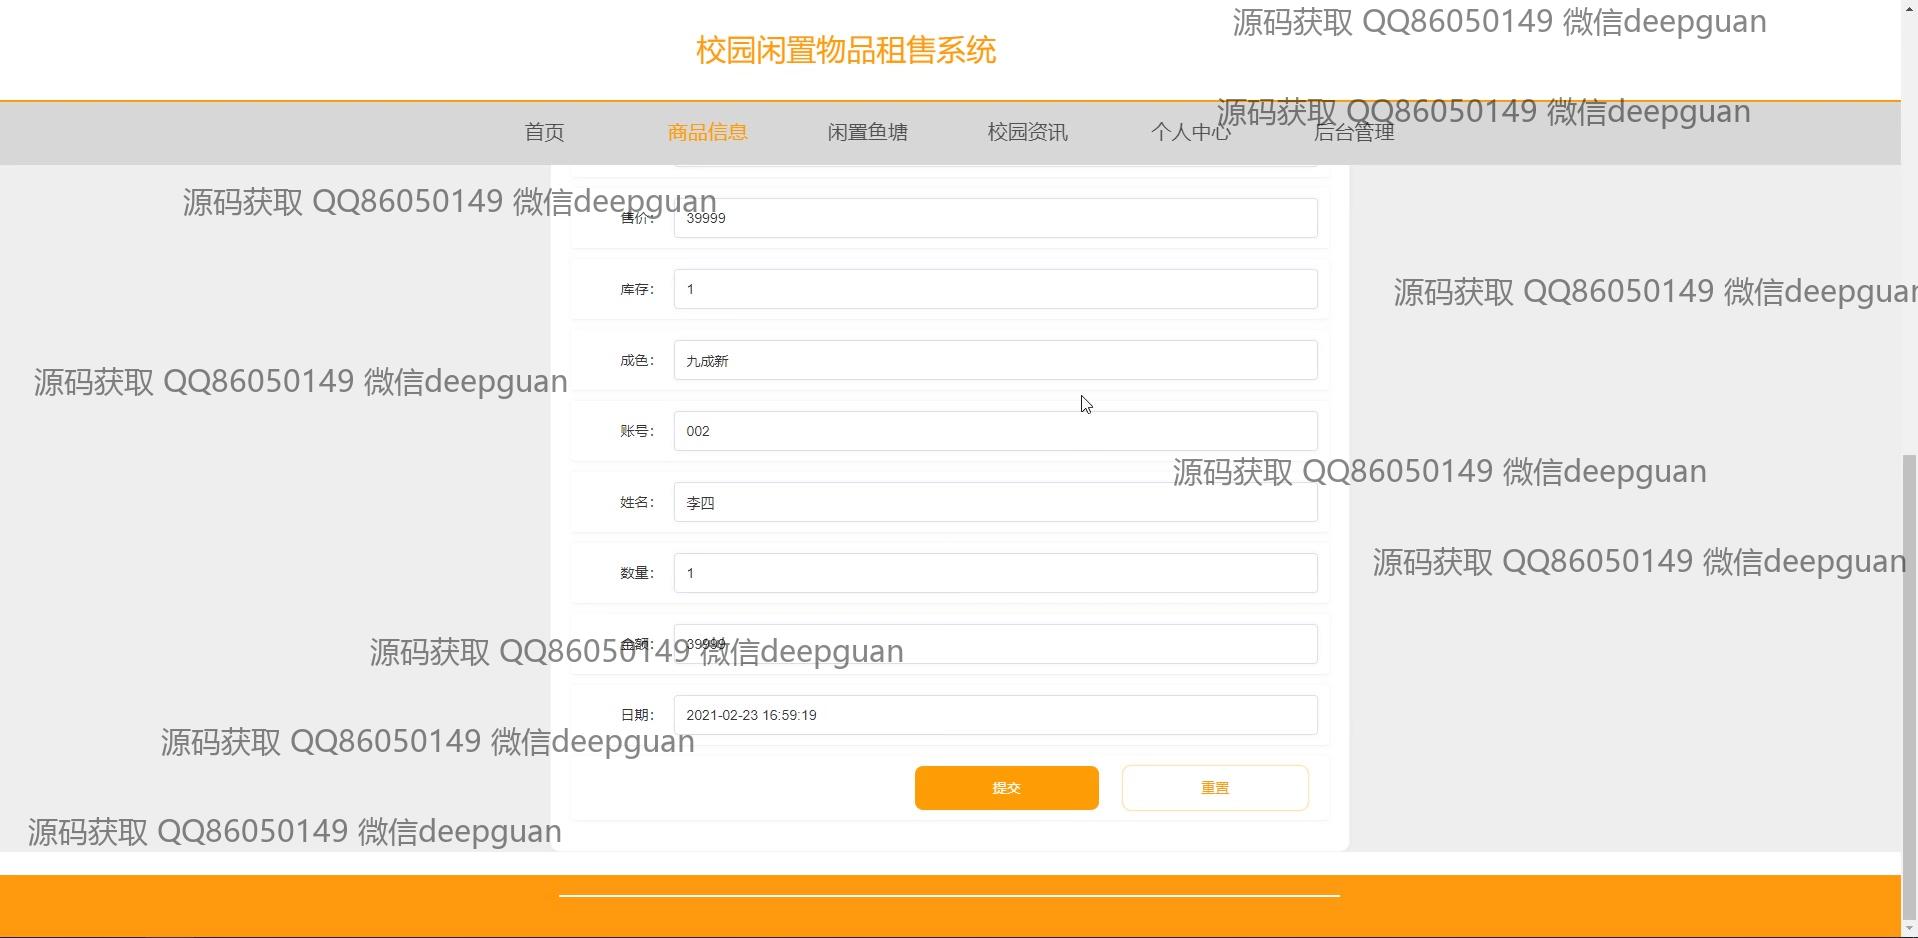 源码获取 QQ86050149 微信deepguan
校园闲置物品租售系统
源码获取 QQ86050149 微信deepguan
首页 商品信息 闲置鱼塘 校园资讯 个人中心 后台管理
源码获取 QQ86050149 微信deepguan
售价： 39999
库存： 1
源码获取 QQ86050149 微信deepguan
成色： 九成新
源码获取 QQ86050149 微信deepguan
账号： 002
源码获取 QQ86050149 微信deepguan
姓名： 李四
源码获取 QQ86050149 微信deepguan
数量： 1
金额： 39999
源码获取 QQ86050149 微信deepguan
日期： 2021-02-23 16:59:19
源码获取 QQ86050149 微信deepguan
提交 重置
源码获取 QQ86050149 微信deepguan